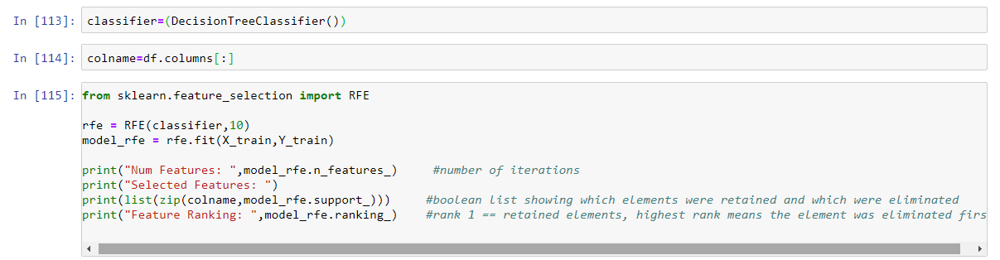 In [113]: classifier=(DecisionTreeClassifier())
In [114]: colname=df.columns[:]
In [115]: from sklearn.feature_selection import RFE
rfe = RFE(classifier,10)
model_rfe = rfe.fit(X_train,Y_train)
print("Num Features: ",model_rfe.n_features_)     #number of iterations
print("Selected Features: ")
print(list(zip(colname,model_rfe.support_)))     #boolean list showing which elements were retained and which were eliminated
print("Feature Ranking: ",model_rfe.ranking_)    #rank 1 == retained elements, highest rank means the element was eliminated firs